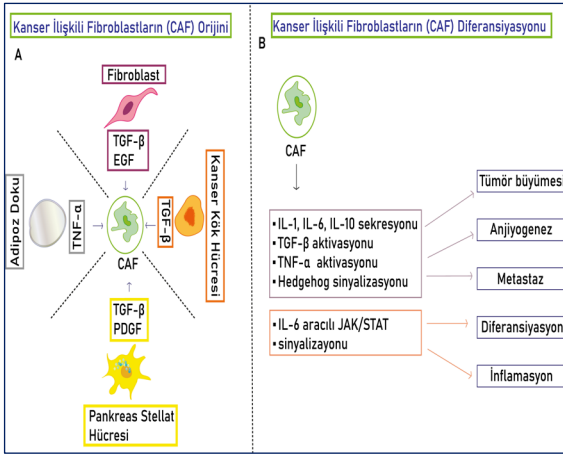 Kanser İlişkili Fibroblastların (CAF) Orijini
A
Fibroblast
TGF-β
EGF
Adipoz Doku
TNF-α
CAF
TGF-β
Kanser Kök Hücresi
TGF-β
PDGF
Pankreas Stellat
Hücresi
Kanser İlişkili Fibroblastların (CAF) Diferansiyasyonu
B
CAF
▪ IL-1, IL-6, IL-10 sekresyonu
▪ TGF-β aktivasyonu
▪ TNF-α aktivasyonu
▪ Hedgehog sinyalizasyonu
▪ IL-6 aracılı JAK/STAT
▪ sinyalizayonu
Tümör büyümesi
Anjiyogenez
Metastaz
Diferansiyasyon
İnflamasyon